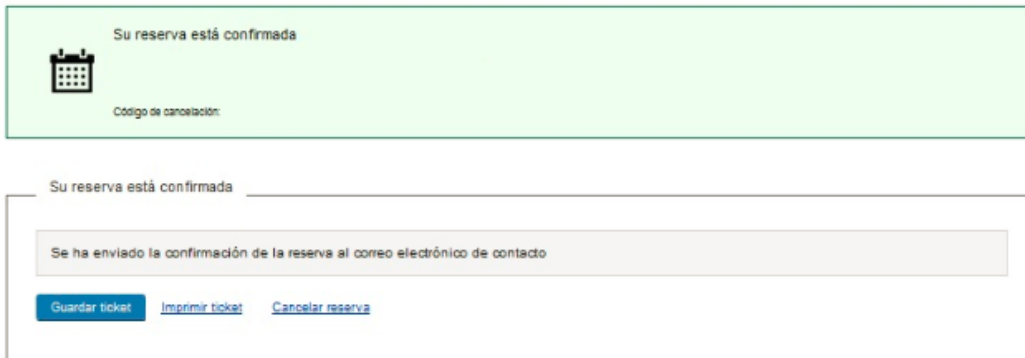 Su reserva está confirmada
Código de cancelación:
Su reserva está confirmada
Se ha enviado la confirmación de la reserva al correo electrónico de contacto
Guardar ticket Imprimir ticket Cancelar reserva